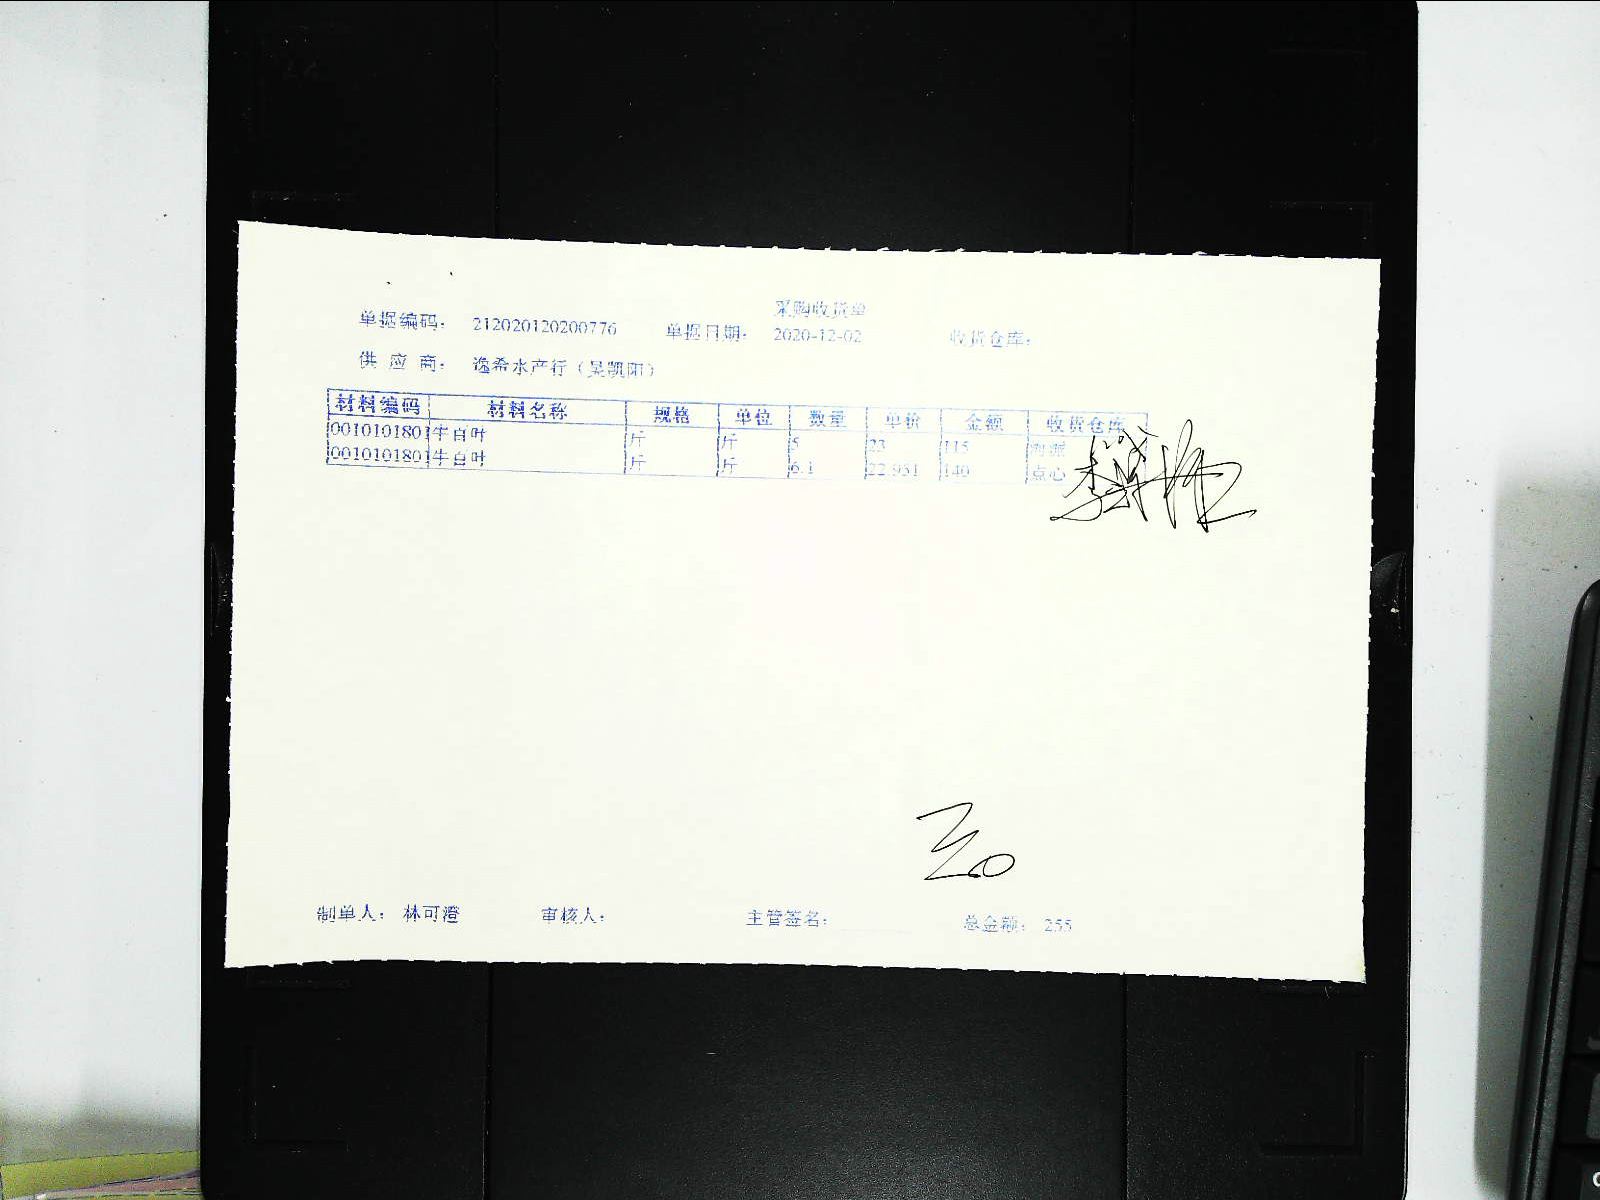 采购收货单
单据编码： 212020120200776 单据日期： 2020-12-02 收货仓库：
供 应 商： 逸希水产行（吴凯阳）
材料编码 材料名称 规格 单位 数量 单价 金额 收货仓库
0010101801 牛百叶 斤 斤 5 23 115
0010101801 牛百叶 斤 斤 6.1 22.951 140 点心
制单人： 林可澄 审核人： 主管签名： 总金额： 255